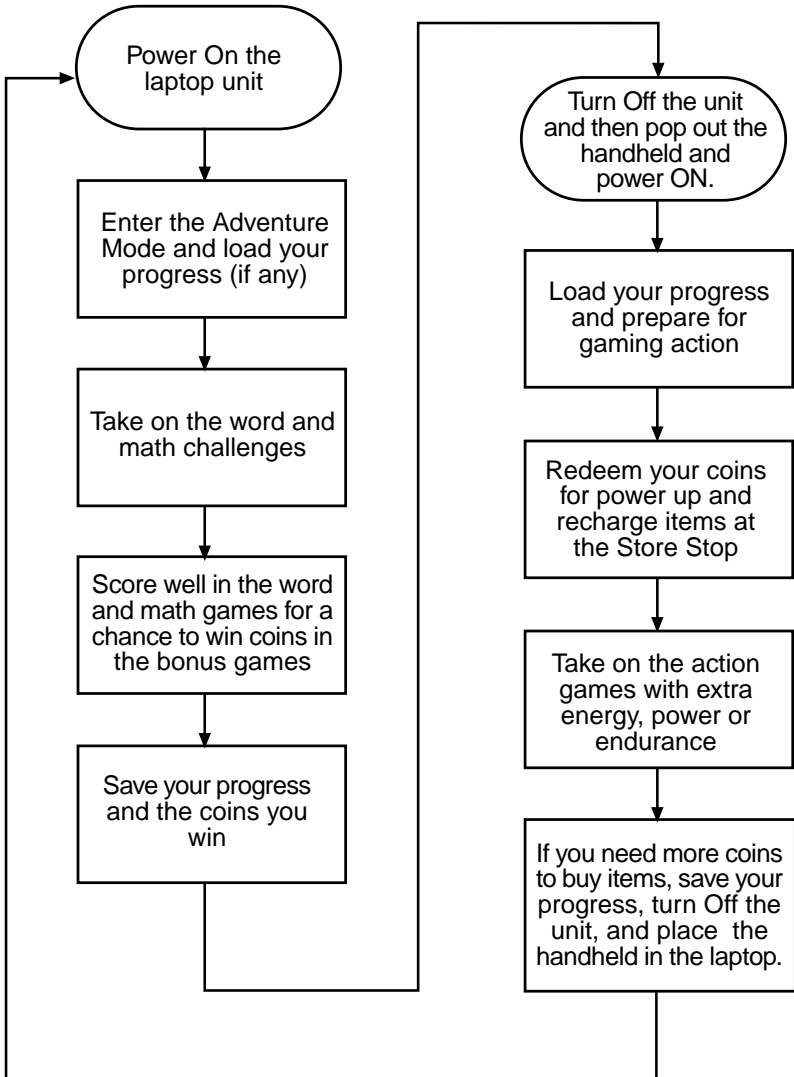 Power On the
laptop unit
Enter the Adventure
Mode and load your
progress (if any)
Take on the word and
math challenges
Score well in the word
and math games for a
chance to win coins in
the bonus games
Save your progress
and the coins you
win
Turn Off the unit
and then pop out the
handheld and
power ON.
Load your progress
and prepare for
gaming action
Redeem your coins
for power up and
recharge items at
the Store Stop
Take on the action
games with extra
energy, power or
endurance
If you need more coins
to buy items, save your
progress, turn Off the
unit, and place the
handheld in the laptop.